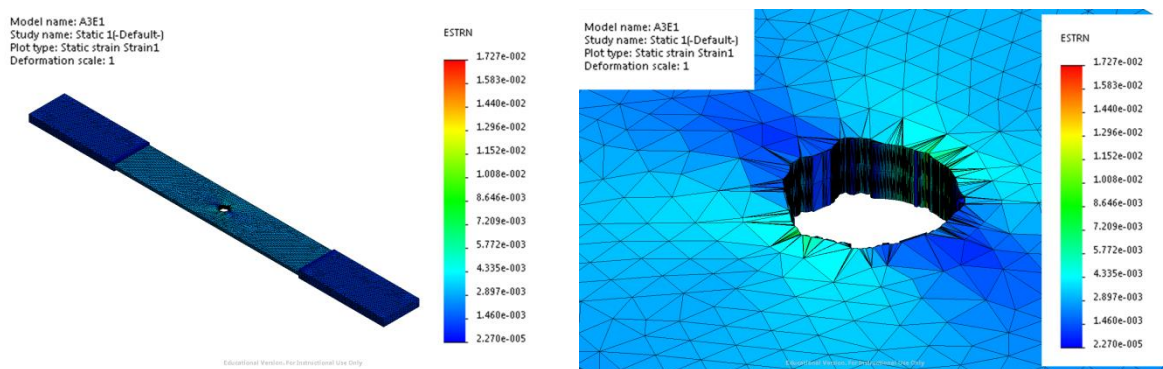 Model name: A3E1
Study name: Static 1(-Default-)
Plot type: Static strain Strain1
Deformation scale: 1
ESTRN
1.727e-002
1.583e-002
1.440e-002
1.296e-002
1.152e-002
1.008e-002
8.646e-003
7.209e-003
5.772e-003
4.335e-003
2.897e-003
1.460e-003
2.270e-005
Educational Version. For Instructional Use Only
Model name: A3E1
Study name: Static 1(-Default-)
Plot type: Static strain Strain1
Deformation scale: 1
ESTRN
1.727e-002
1.583e-002
1.440e-002
1.296e-002
1.152e-002
1.008e-002
8.646e-003
7.209e-003
5.772e-003
4.335e-003
2.897e-003
1.460e-003
2.270e-005
Educational Version. For Instructional Use Only